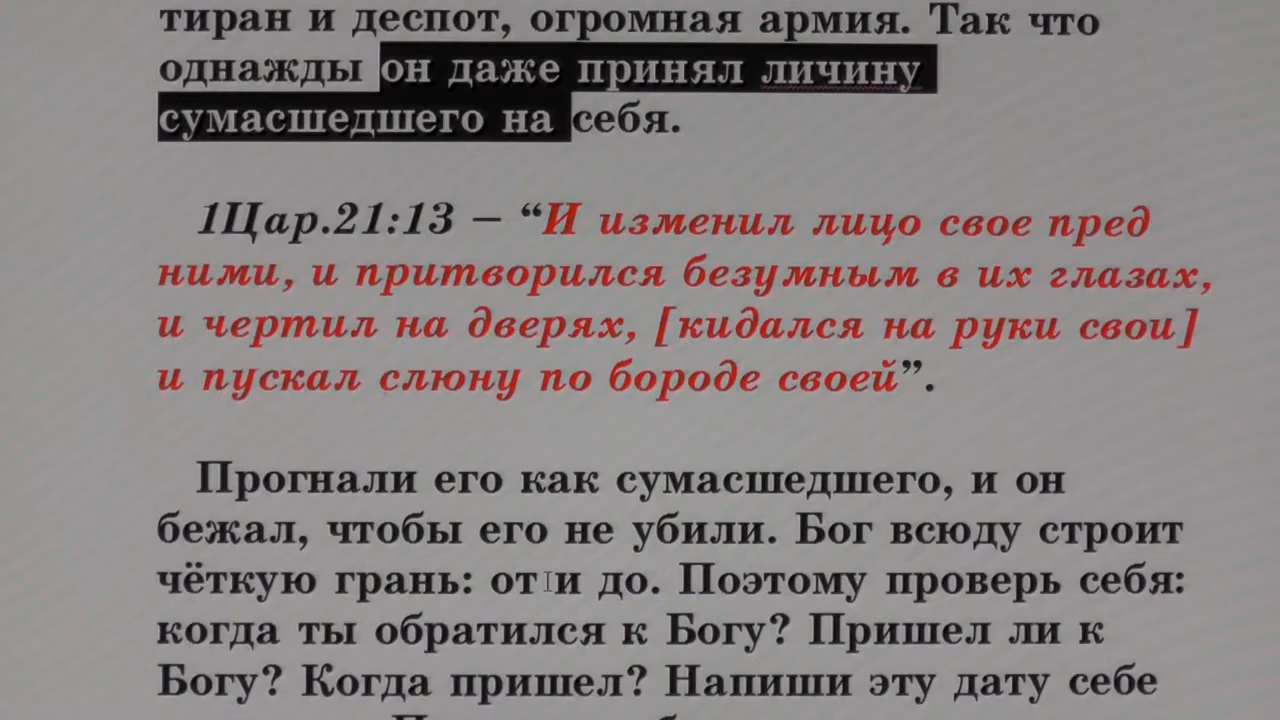 тиран и деспот, огромная армия. Так что
однажды он даже принял личину
сумасшедшего на себя.
1Цар.21:13 – “И изменил лицо свое пред
ними, и притворился безумным в их глазах,
и чертил на дверях, [кидался на руки свои]
и пускал слюну по бороде своей”.
Прогнали его как сумасшедшего, и он
бежал, чтобы его не убили. Бог всюду строит
чёткую грань: от и до. Поэтому проверь себя:
когда ты обратился к Богу? Пришел ли к
Богу? Когда пришел? Напиши эту дату себе